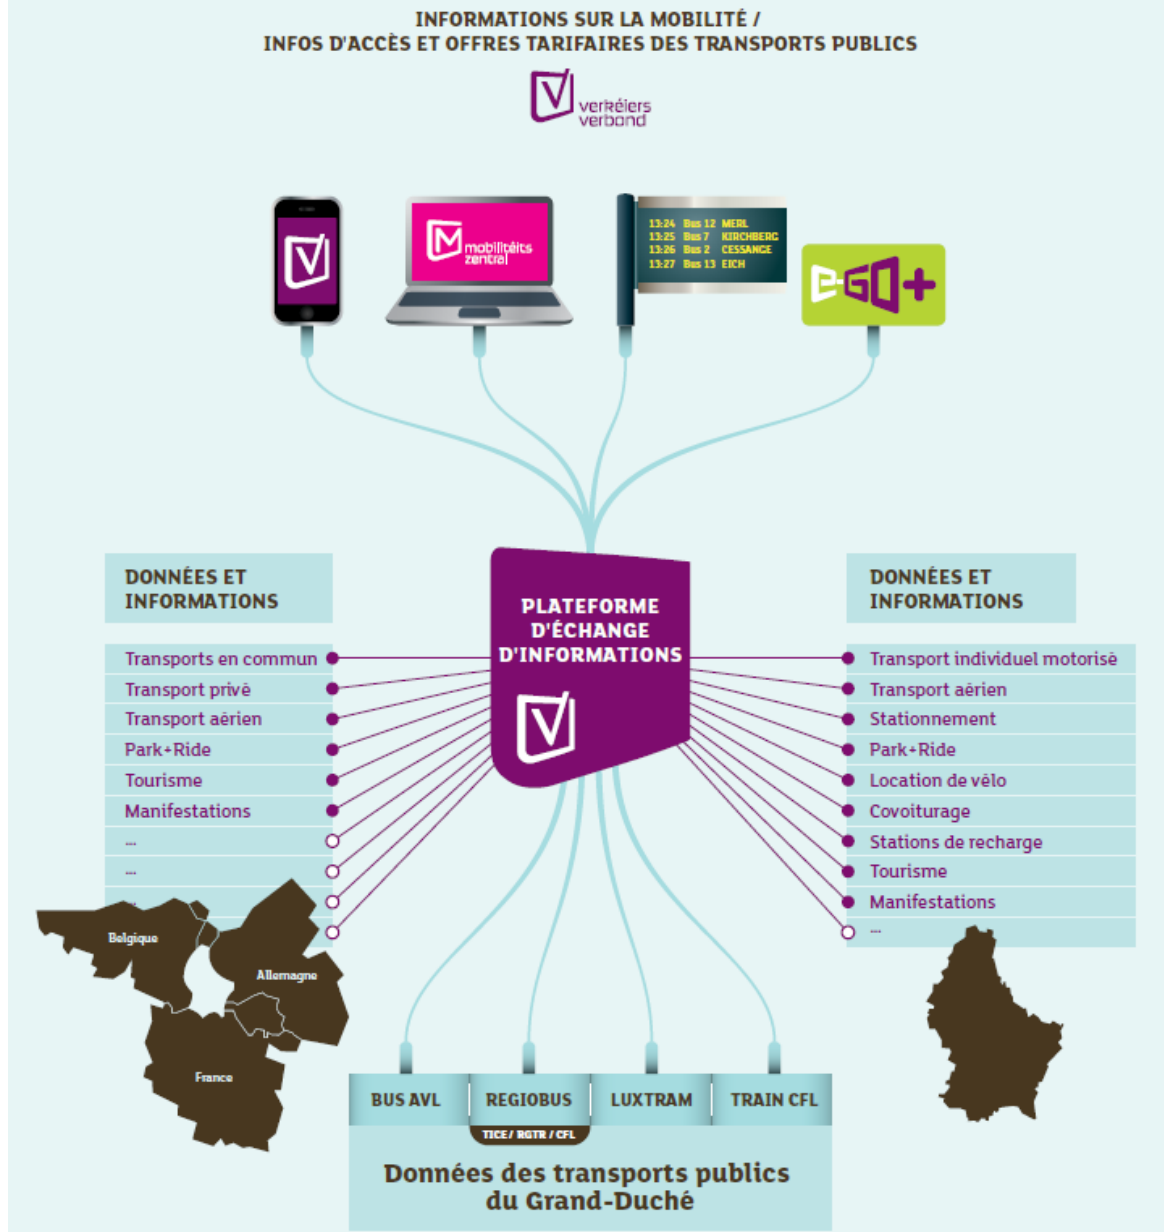 INFORMATIONS SUR LA MOBILITÉ /
INFOS D'ACCÈS ET OFFRES TARIFAIRES DES TRANSPORTS PUBLICS
verkéiers
verbond
mobilitéits
zentral
13:24 Bus 12 MERL
13:25 Bus 7 KIRCHBERG
13:26 Bus 2 CESSANGE
13:27 Bus 13 EICH
e-GO+
PLATEFORME
D'ÉCHANGE
D'INFORMATIONS
DONNÉES ET
INFORMATIONS
Transports en commun
Transport privé
Transport aérien
Park+Ride
Tourisme
Manifestations
...
...
...
Belgique
Allemagne
France
DONNÉES ET
INFORMATIONS
Transport individuel motorisé
Transport aérien
Stationnement
Park+Ride
Location de vélo
Covoiturage
Stations de recharge
Tourisme
Manifestations
...
BUS AVL
REGIOBUS
LUXTRAM
TRAIN CFL
TICE / RGTR / CFL
Données des transports publics
du Grand-Duché